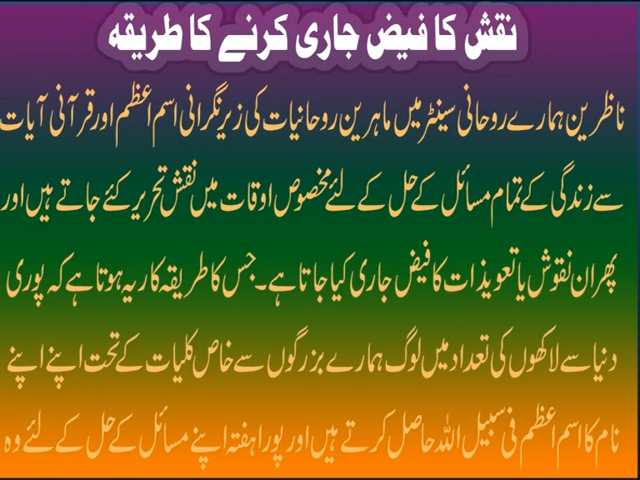 نقش کا فیض جاری کرنے کا طریقہ
ناظرین ہمارے روحانی سینٹر میں ماہرین روحانیات کی زیر نگرانی اسم اعظم اور قرآنی آیات
سے زندگی کے تمام مسائل کے حل کے لئے مخصوص اوقات میں نقش تحریر کئے جاتے ہیں اور
پھر ان نقوش یا تعویذات کا فیض جاری کیا جاتا ہے۔ جس کا طریقہ کار یہ ہوتا ہے کہ پوری
دنیا سے لاکھوں کی تعداد میں لوگ ہمارے بزرگوں سے خاص کلیات کے تحت اپنے اپنے
نام کا اسم اعظم فی سبیل اللہ حاصل کرتے ہیں اور پورا ہفتہ اپنے مسائل کے حل کے لئے وہ